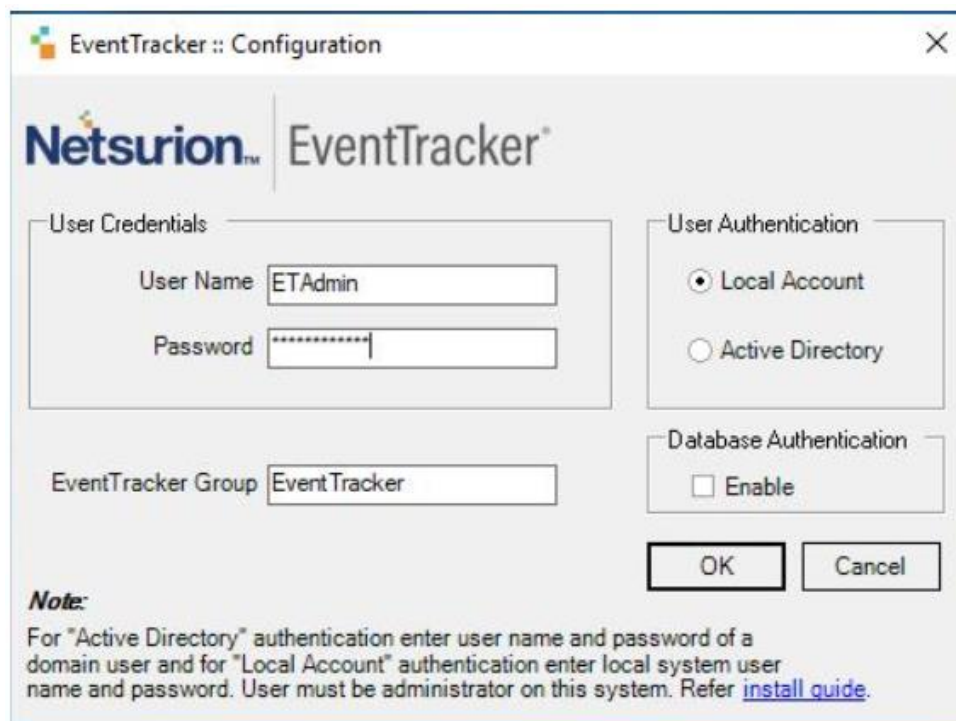 EventTracker :: Configuration
Netsurion™ EventTracker®
User Credentials
User Name ETAdmin
Password ************
EventTracker Group EventTracker
User Authentication
Local Account
Active Directory
Database Authentication
Enable
OK Cancel
Note:
For "Active Directory" authentication enter user name and password of a
domain user and for "Local Account" authentication enter local system user
name and password. User must be administrator on this system. Refer install guide.